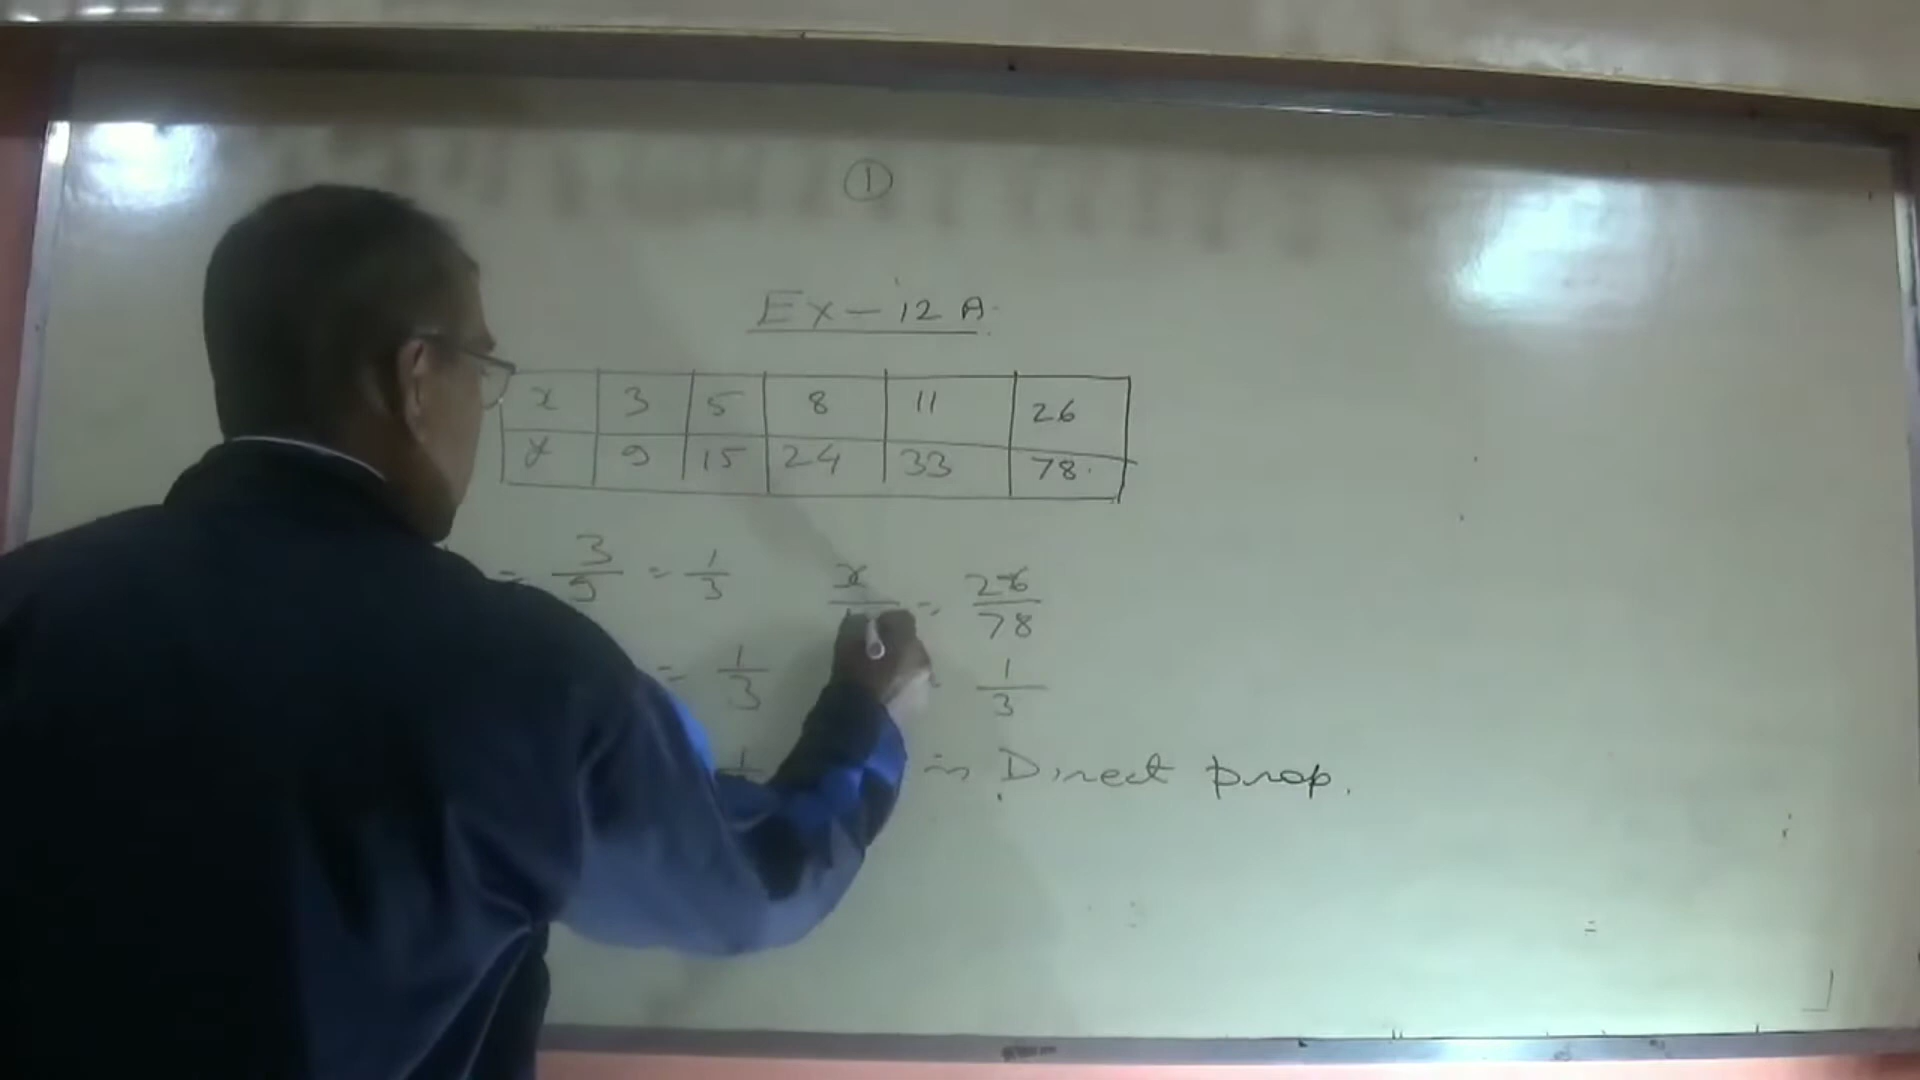 ①
Ex - 12 A.
x 3 5 8 11 26
y 9 15 24 33 78.
= 3/9 = 1/3 x/ = 26/78
= 1/3 1/3
in Direct prop.